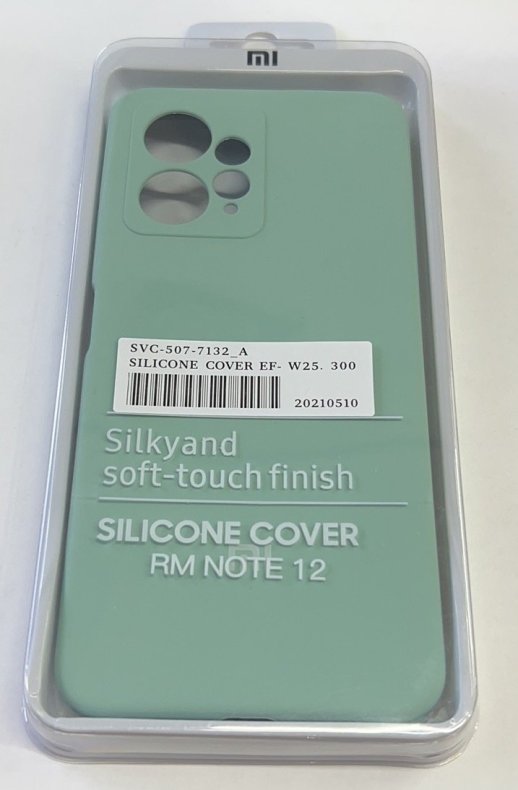 MI
SVC-507-7132_A
SILICONE COVER EF- W25. 300
20210510
Silkyand
soft-touch finish
SILICONE COVER
MI
RM NOTE 12